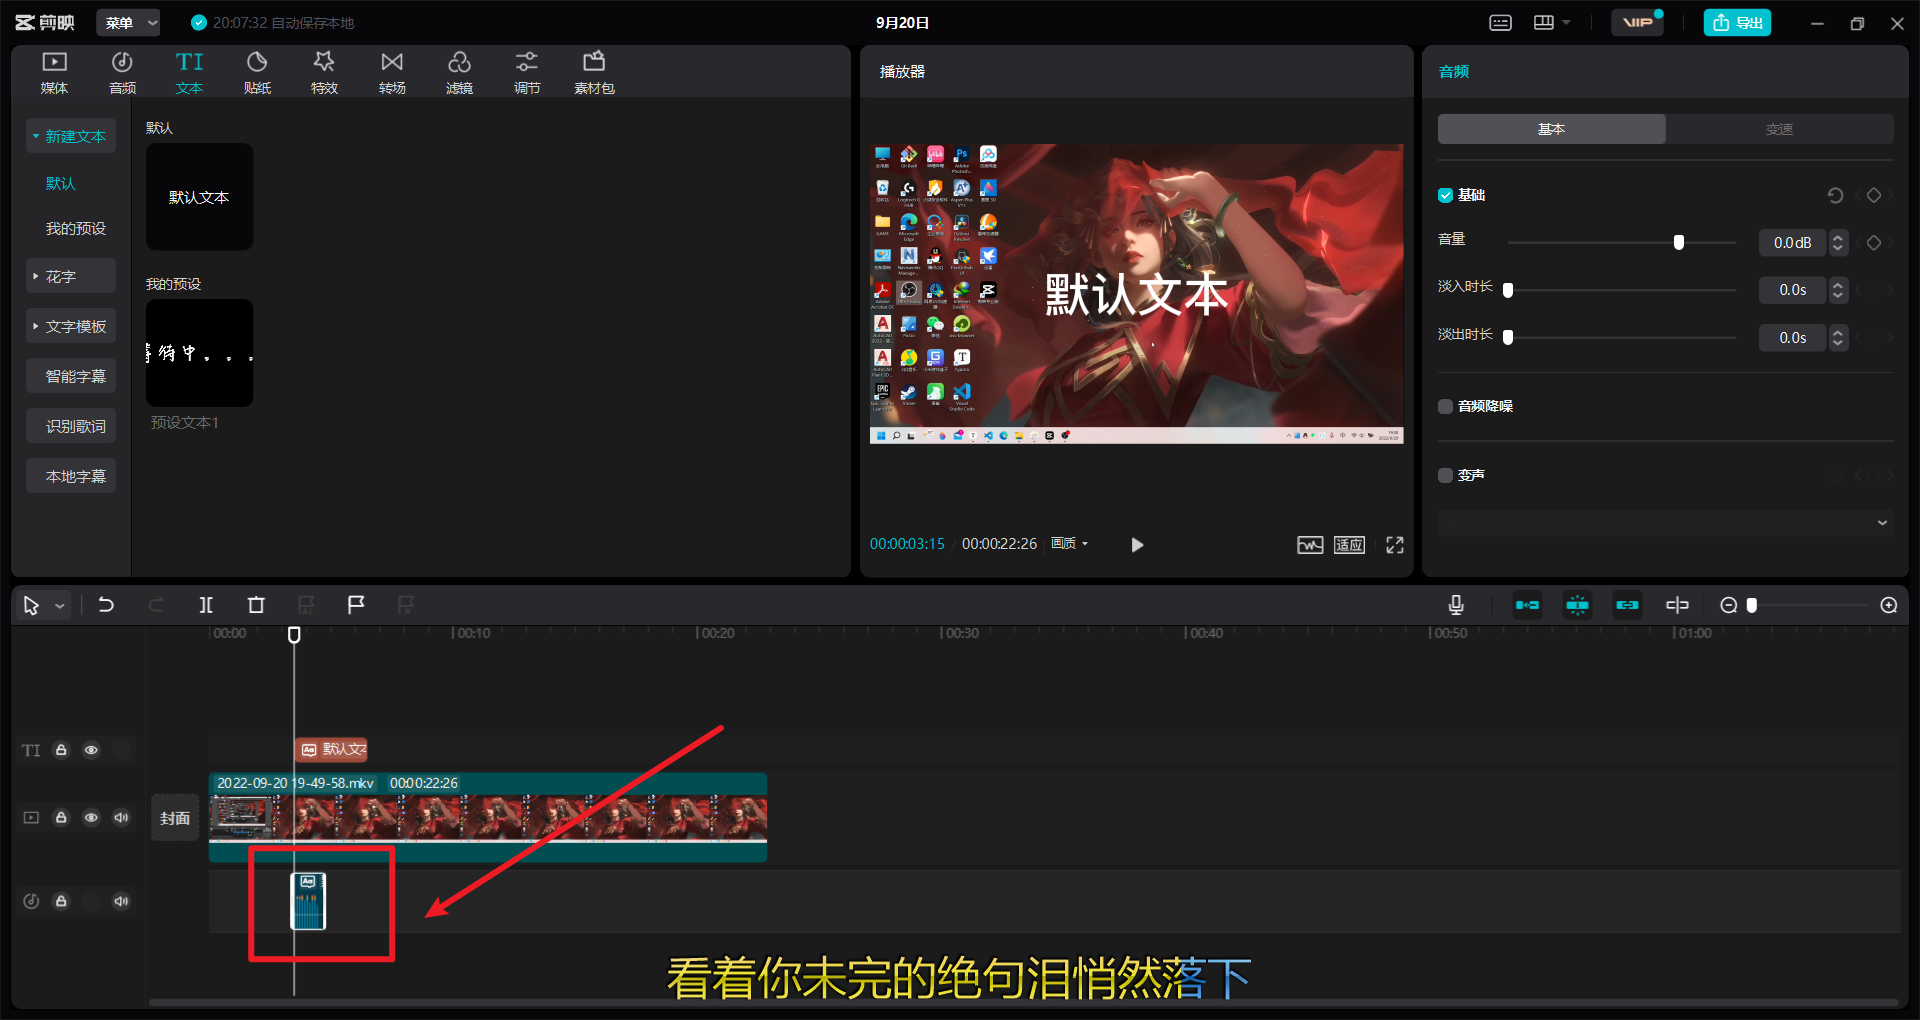 剪映
菜单
20:07:32 自动保存本地
9月20日
VIP
导出
媒体
音频
文本
贴纸
特效
转场
滤镜
调节
素材包
新建文本
默认
我的预设
花字
文字模板
智能字幕
识别歌词
本地字幕
默认
默认文本
我的预设
待中...
预设文本1
播放器
默认文本
00:00:03:15 / 00:00:22:26
画质
适应
音频
基本
变速
基础
音量
0.0dB
淡入时长
0.0s
淡出时长
0.0s
音频降噪
变声
00:00
00:10
00:20
00:30
00:40
00:50
01:00
TI
默认文本
2022-09-20 19-49-58.mkv 00:00:22:26
封面
看着你未完的绝句泪悄然落下